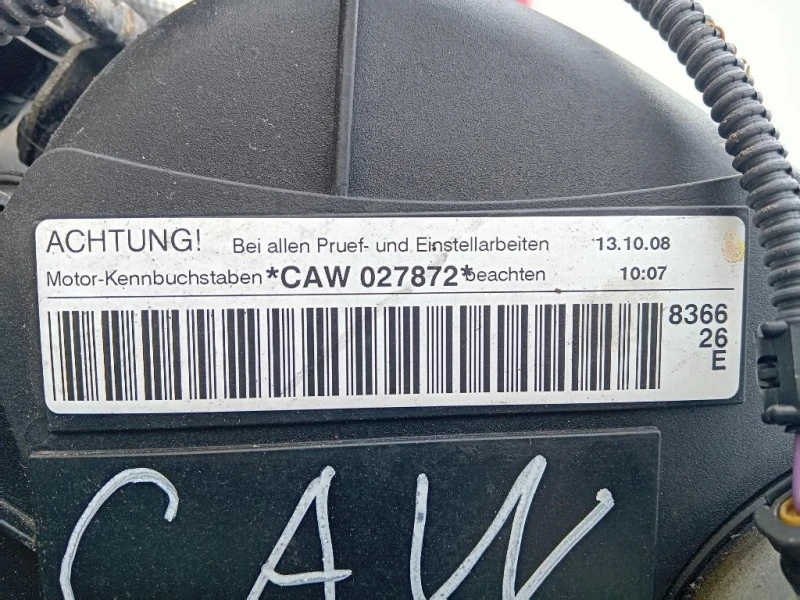 ACHTUNG! Bei allen Pruef- und Einstellarbeiten 13.10.08
Motor-Kennbuchstaben *CAW 027872* beachten 10:07
8366
26
E
CAW